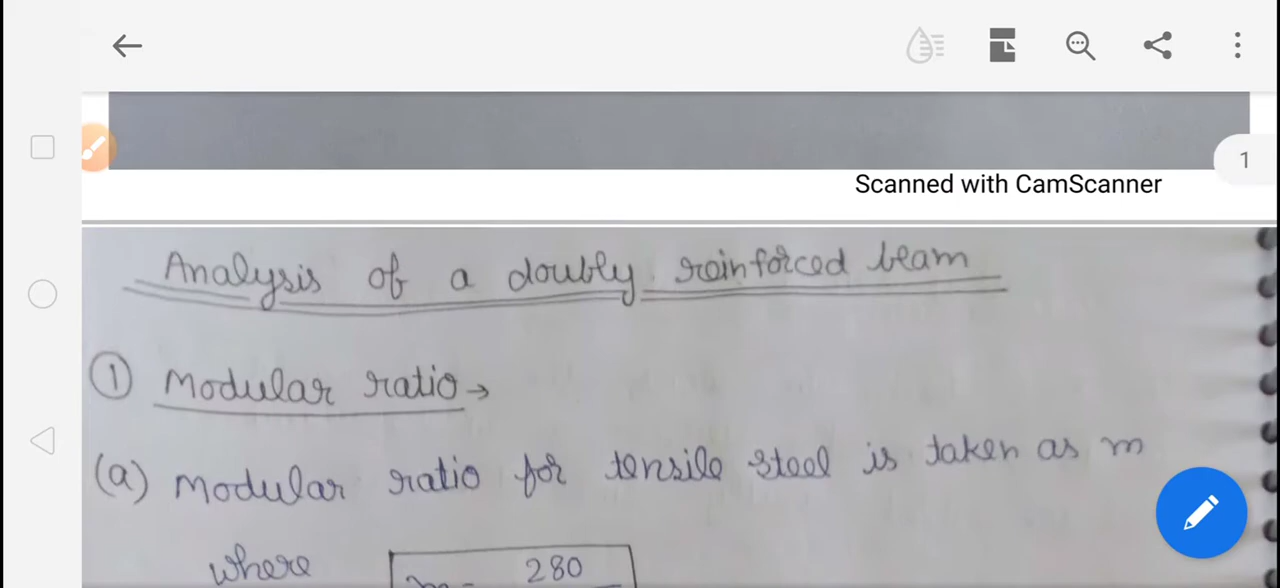 1
Scanned with CamScanner
Analysis of a doubly reinforced beam
① Modular ratio →
(a) Modular ratio for tensile steel is taken as m
where
m = 280